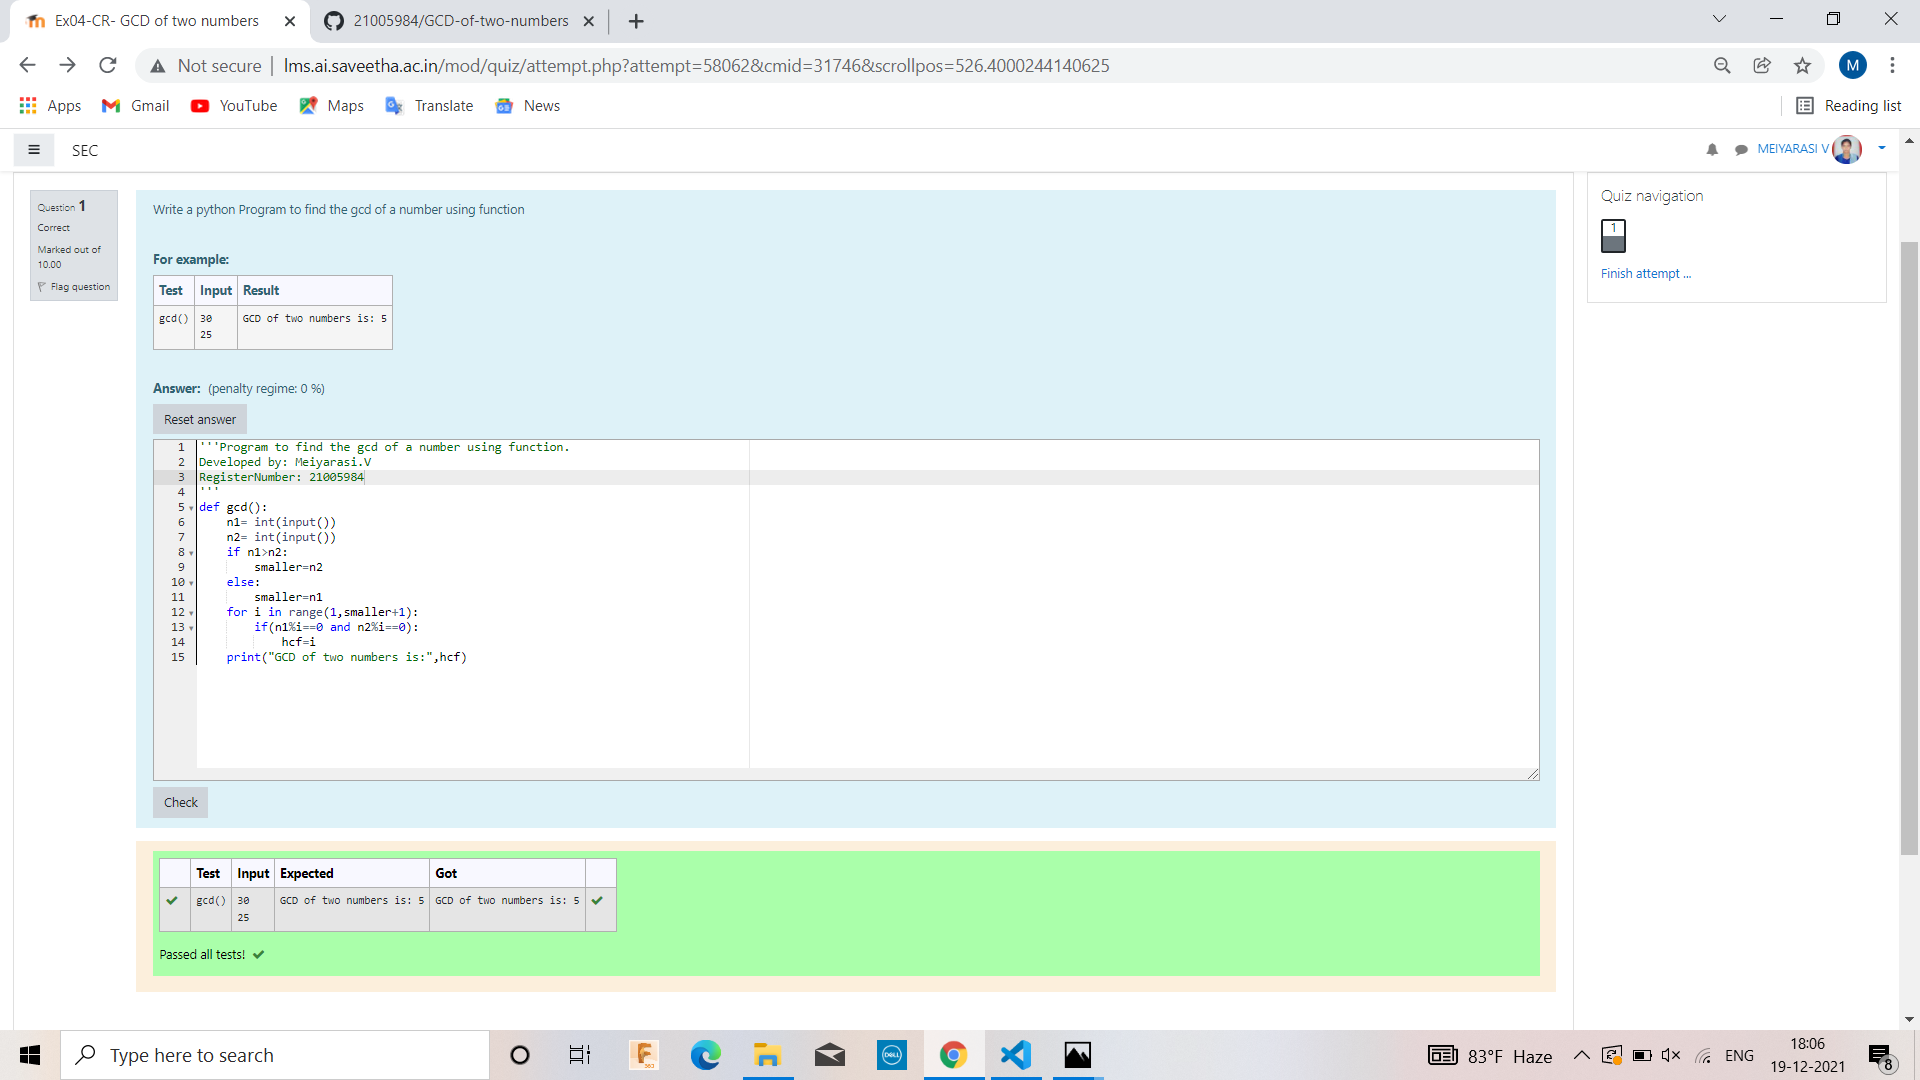 Ex04-CR- GCD of two numbers
21005984/GCD-of-two-numbers
Not secure
lms.ai.saveetha.ac.in/mod/quiz/attempt.php?attempt=58062&cmid=31746&scrollpos=526.4000244140625
M
Apps
Gmail
YouTube
Maps
Translate
News
Reading list
SEC
MEIYARASI V
Question 1
Correct
Marked out of
10.00
Flag question
Write a python Program to find the gcd of a number using function
For example:
Test Input Result
gcd() 30 GCD of two numbers is: 5
25
Answer: (penalty regime: 0 %)
Reset answer
1 '''Program to find the gcd of a number using function.
2 Developed by: Meiyarasi.V
3 RegisterNumber: 21005984
4 '''
5 def gcd():
6     n1= int(input())
7     n2= int(input())
8     if n1>n2:
9         smaller=n2
10     else:
11         smaller=n1
12     for i in range(1,smaller+1):
13         if(n1%i==0 and n2%i==0):
14             hcf=i
15     print("GCD of two numbers is:",hcf)
Check
Test Input Expected Got
gcd() 30 GCD of two numbers is: 5 GCD of two numbers is: 5
25
Passed all tests!
Quiz navigation
1
Finish attempt ...
Type here to search
DELL
83°F Haze
ENG
18:06
19-12-2021
8